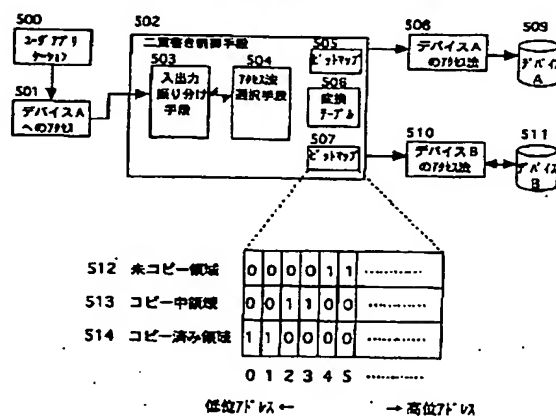 500
ユーザアプリ
ケーション
501
デバイスA
へのアクセス
502
二重書き制御手段
503
入出力
振り分け
手段
504
アクセス法
選択手段
505
ビットマップ
506
変換
テーブル
507
ビットマップ
508
デバイスA
のアクセス法
509
デバイス
A
510
デバイスB
のアクセス法
511
デバイス
B
512 未コピー領域 0 0 0 0 1 1 …………
513 コピー中領域 0 0 1 1 0 0 …………
514 コピー済み領域 1 1 0 0 0 0 …………
0 1 2 3 4 5 …………
低位アドレス ← → 高位アドレス